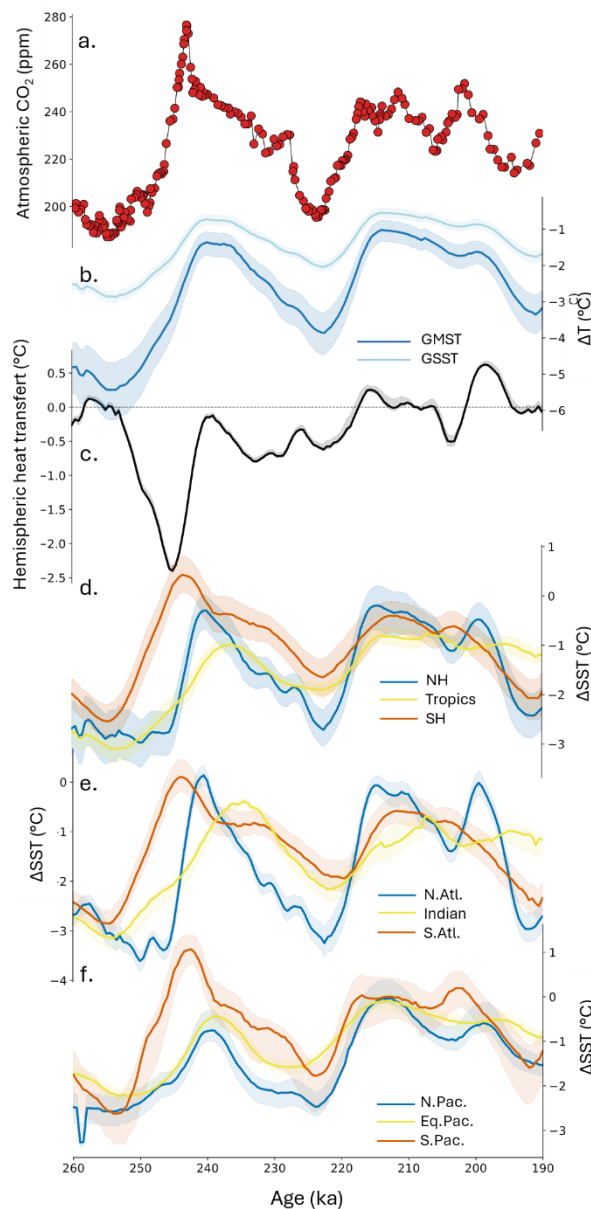 280
260
240
220
200
Atmospheric CO₂ (ppm)
a.
b.
−1
−2
−3
−4
−5
−6
ΔT (°C)
GMST
GSST
0.5
0.0
−0.5
−1.0
−1.5
−2.0
−2.5
Hemispheric heat transfert (°C)
c.
d.
1
0
−1
−2
−3
ΔSST (°C)
NH
Tropics
SH
e.
0
−1
−2
−3
−4
ΔSST (°C)
N.Atl.
Indian
S.Atl.
f.
1
0
−1
−2
−3
ΔSST (°C)
N.Pac.
Eq.Pac.
S.Pac.
260 250 240 230 220 210 200 190
Age (ka)